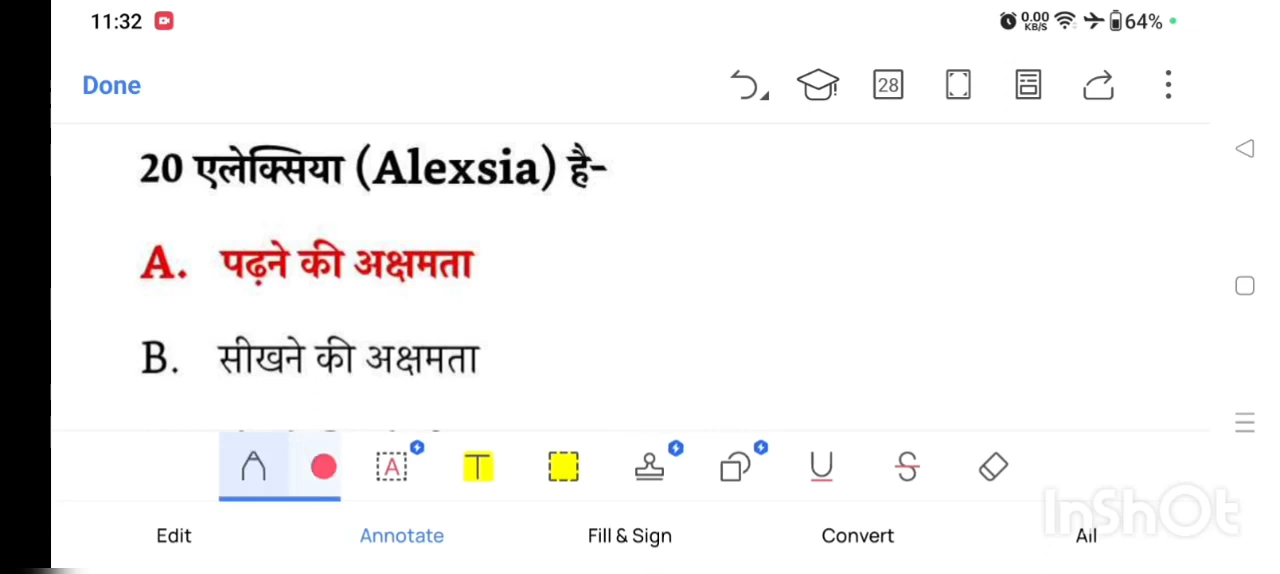 11:32
0.00 KB/S 64%
Done
28
20 एलेक्सिया (Alexsia) है-
A. पढ़ने की अक्षमता
B. सीखने की अक्षमता
A T U S
Edit Annotate Fill & Sign Convert All
InShOt